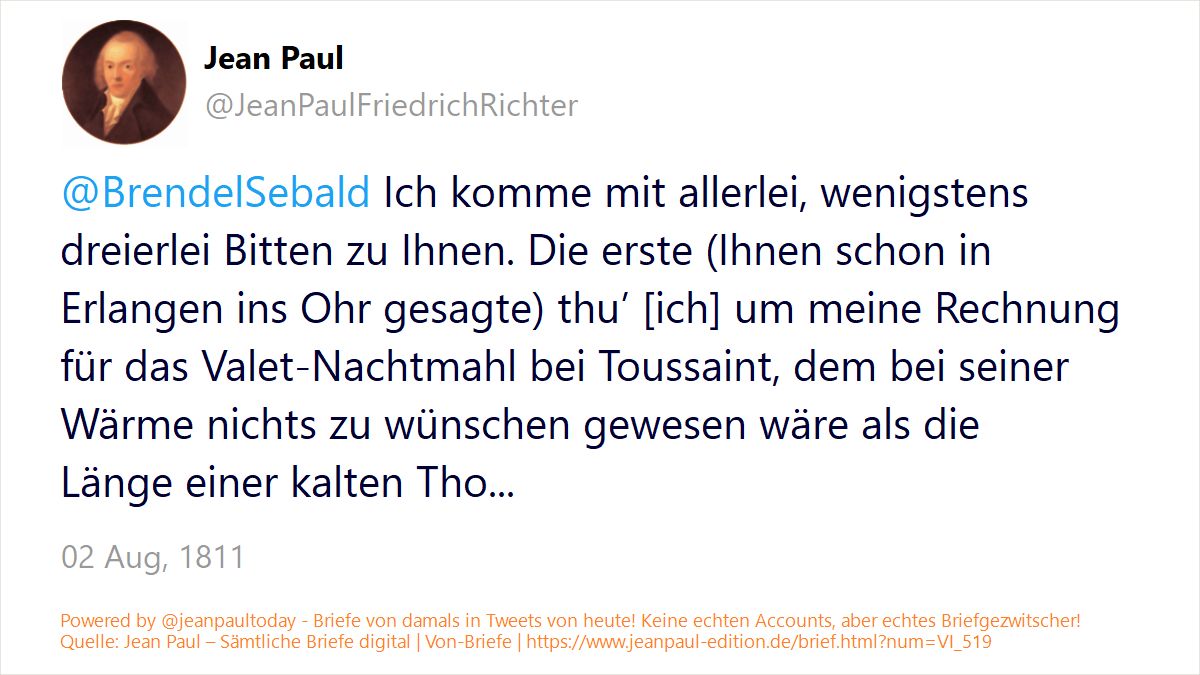 Jean Paul
@JeanPaulFriedrichRichter
@BrendelSebald Ich komme mit allerlei, wenigstens
dreierlei Bitten zu Ihnen. Die erste (Ihnen schon in
Erlangen ins Ohr gesagte) thu’ [ich] um meine Rechnung
für das Valet-Nachtmahl bei Toussaint, dem bei seiner
Wärme nichts zu wünschen gewesen wäre als die
Länge einer kalten Tho...
02 Aug, 1811
Powered by @jeanpaultoday - Briefe von damals in Tweets von heute! Keine echten Accounts, aber echtes Briefgezwitscher!
Quelle: Jean Paul – Sämtliche Briefe digital | Von-Briefe | https://www.jeanpaul-edition.de/brief.html?num=VI_519